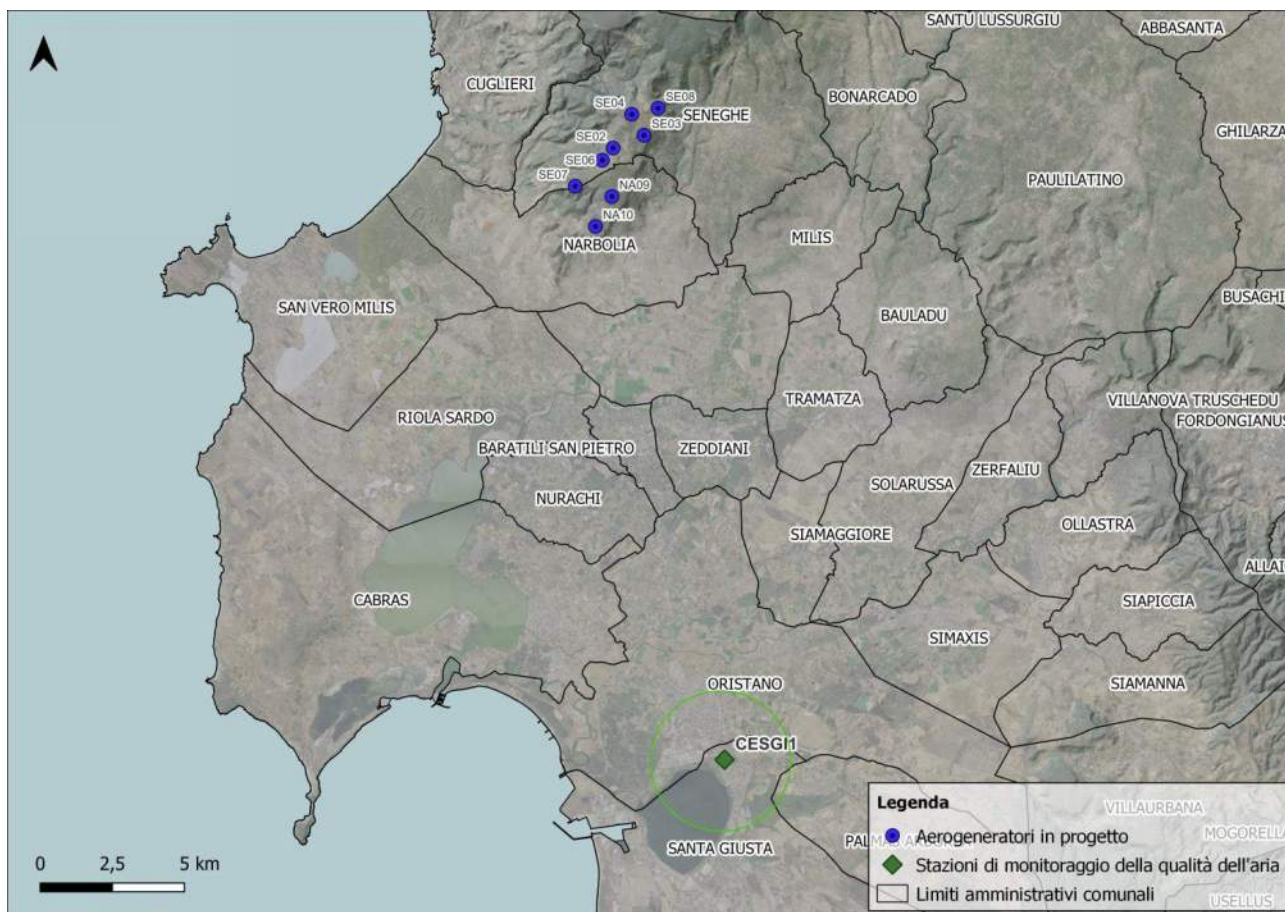 SANTU LUSSURGIU
ABBASANTA
CUGLIERI
BONARCADO
SE08
SE04
SENEGHE
SE03
GHILARZA
SE02
SE06
PAULILATINO
SE07
NA09
NA10
MILIS
NARBOLIA
BUSACHI
SAN VERO MILIS
BAULADU
TRAMATZA
VILLANOVA TRUSCHEDU
RIOLA SARDO
FORDONGIANUS
BARATILI SAN PIETRO
ZEDDIANI
ZERFALIU
SOLARUSSA
NURACHI
OLLASTRA
SIAMAGGIORE
ALLAI
CABRAS
SIAPICCIA
SIMAXIS
ORISTANO
SIAMANNA
CESGI1
Legenda
VILLAURBANA
Aerogeneratori in progetto
MOGORELLA
SANTA GIUSTA
Stazioni di monitoraggio della qualità dell'aria
0 2,5 5 km
Limiti amministrativi comunali
USELLUS